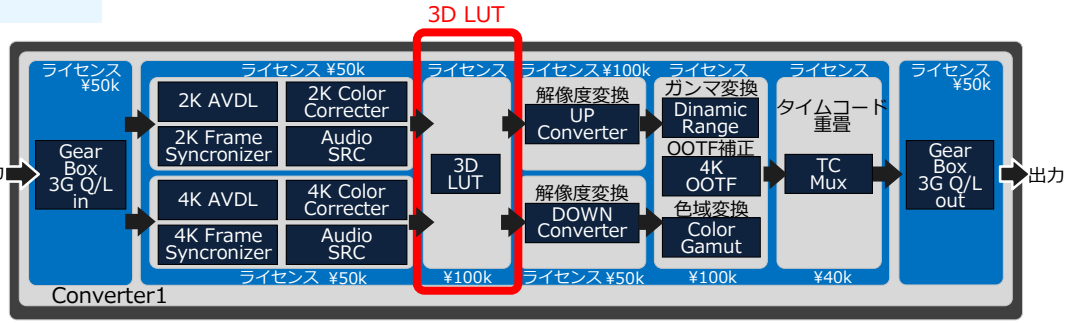 3D LUT
ライセンス
¥50k
Gear
Box
3G Q/L
in
ライセンス ¥50k
2K AVDL
2K Color
Correcter
2K Frame
Syncronizer
Audio
SRC
4K AVDL
4K Color
Correcter
4K Frame
Syncronizer
Audio
SRC
ライセンス ¥50k
ライセンス
3D
LUT
¥100k
ライセンス¥100k
解像度変換
UP
Converter
解像度変換
DOWN
Converter
ライセンス ¥50k
ライセンス
ガンマ変換
Dinamic
Range
OOTF補正
4K
OOTF
色域変換
Color
Gamut
¥100k
ライセンス
タイムコード
重畳
TC
Mux
¥40k
ライセンス
¥50k
Gear
Box
3G Q/L
out
出力
Converter1